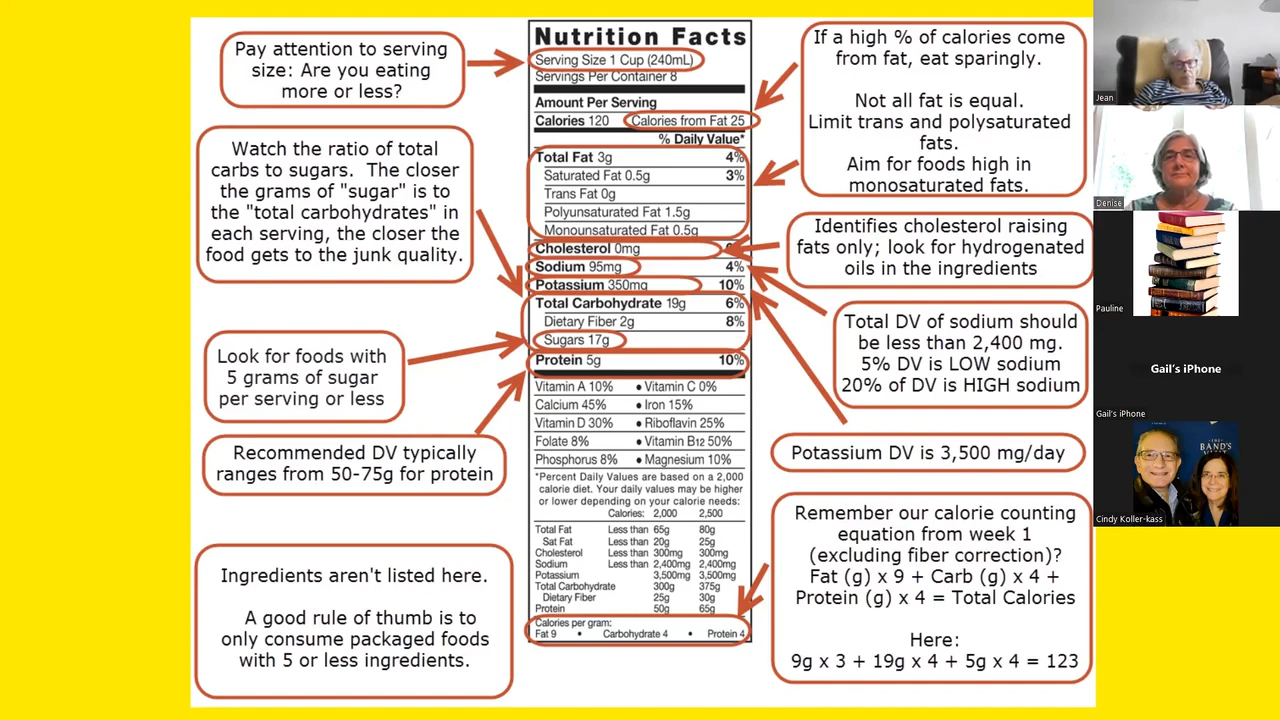 Pay attention to serving
size: Are you eating
more or less?
Watch the ratio of total
carbs to sugars. The closer
the grams of "sugar" is to
the "total carbohydrates" in
each serving, the closer the
food gets to the junk quality.
Look for foods with
5 grams of sugar
per serving or less
Recommended DV typically
ranges from 50-75g for protein
Ingredients aren't listed here.
A good rule of thumb is to
only consume packaged foods
with 5 or less ingredients.
Nutrition Facts
Serving Size 1 Cup (240mL)
Servings Per Container 8
Amount Per Serving
Calories 120 Calories from Fat 25
% Daily Value*
Total Fat 3g 4%
Saturated Fat 0.5g 3%
Trans Fat 0g
Polyunsaturated Fat 1.5g
Monounsaturated Fat 0.5g
Cholesterol 0mg
Sodium 95mg 4%
Potassium 350mg 10%
Total Carbohydrate 19g 6%
Dietary Fiber 2g 8%
Sugars 17g
Protein 5g 10%
Vitamin A 10% • Vitamin C 0%
Calcium 45% • Iron 15%
Vitamin D 30% • Riboflavin 25%
Folate 8% • Vitamin B12 50%
Phosphorus 8% • Magnesium 10%
*Percent Daily Values are based on a 2,000
calorie diet. Your daily values may be higher
or lower depending on your calorie needs:
Calories: 2,000 2,500
Total Fat Less than 65g 80g
Sat Fat Less than 20g 25g
Cholesterol Less than 300mg 300mg
Sodium Less than 2,400mg 2,400mg
Potassium 3,500mg 3,500mg
Total Carbohydrate 300g 375g
Dietary Fiber 25g 30g
Protein 50g 65g
Calories per gram:
Fat 9 • Carbohydrate 4 • Protein 4
If a high % of calories come
from fat, eat sparingly.
Not all fat is equal.
Limit trans and polysaturated
fats.
Aim for foods high in
monosaturated fats.
Identifies cholesterol raising
fats only; look for hydrogenated
oils in the ingredients
Total DV of sodium should
be less than 2,400 mg.
5% DV is LOW sodium
20% of DV is HIGH sodium
Potassium DV is 3,500 mg/day
Remember our calorie counting
equation from week 1
(excluding fiber correction)?
Fat (g) x 9 + Carb (g) x 4 +
Protein (g) x 4 = Total Calories
Here:
9g x 3 + 19g x 4 + 5g x 4 = 123
Jean
Denise
Pauline
Gail's iPhone
Gail's iPhone
THE
BAND'S
Cindy Koller-kass